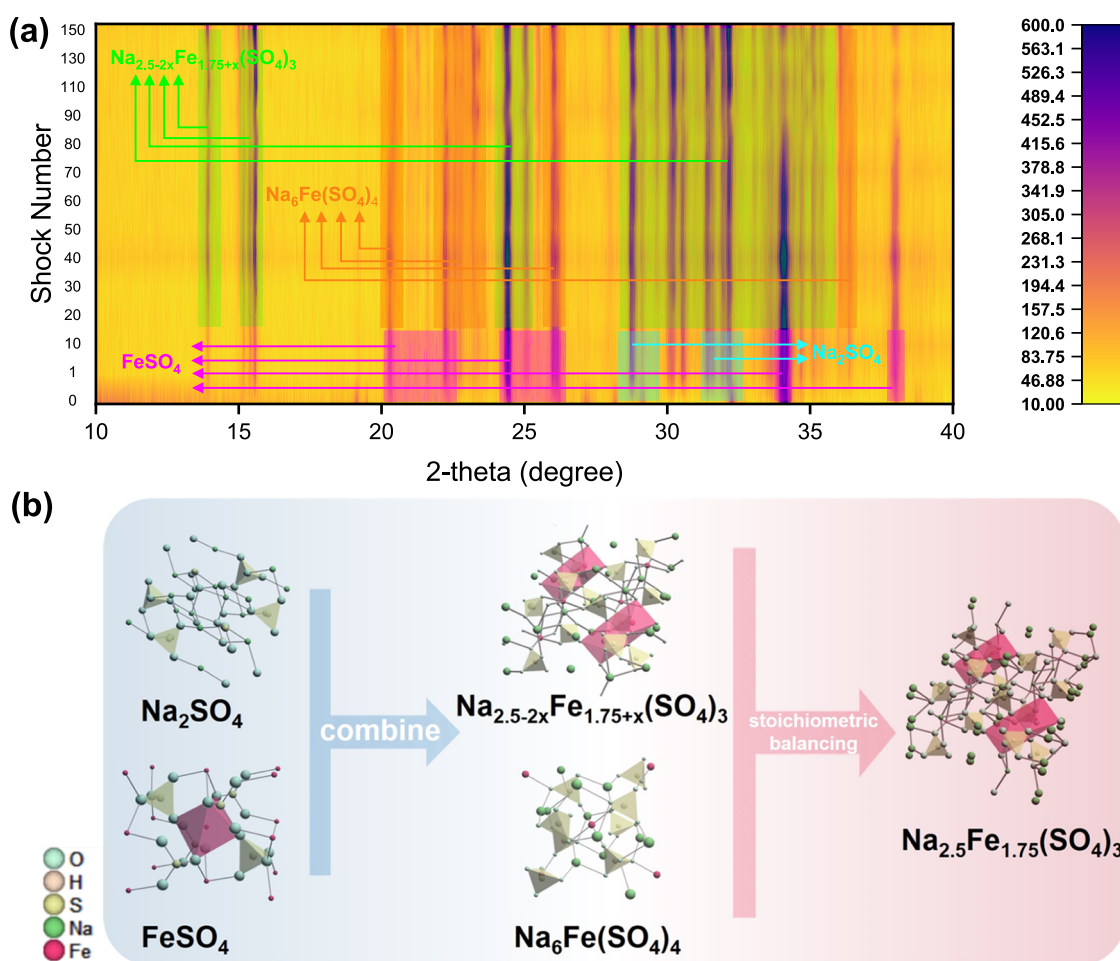 (a)
Shock Number
150
130
110
80
60
50
40
30
20
10
1
0
Na2.5-2xFe1.75+x(SO4)3
Na6Fe(SO4)4
FeSO4
Na2SO4
10 15 20 25 30 35 40
2-theta (degree)
600.0
563.1
526.3
489.4
452.5
415.6
378.8
341.9
305.0
268.1
231.3
194.4
157.5
120.6
83.75
46.88
10.00
(b)
Na2SO4
FeSO4
combine
Na2.5-2xFe1.75+x(SO4)3
Na6Fe(SO4)4
stoichiometric
balancing
Na2.5Fe1.75(SO4)3
O
H
S
Na
Fe